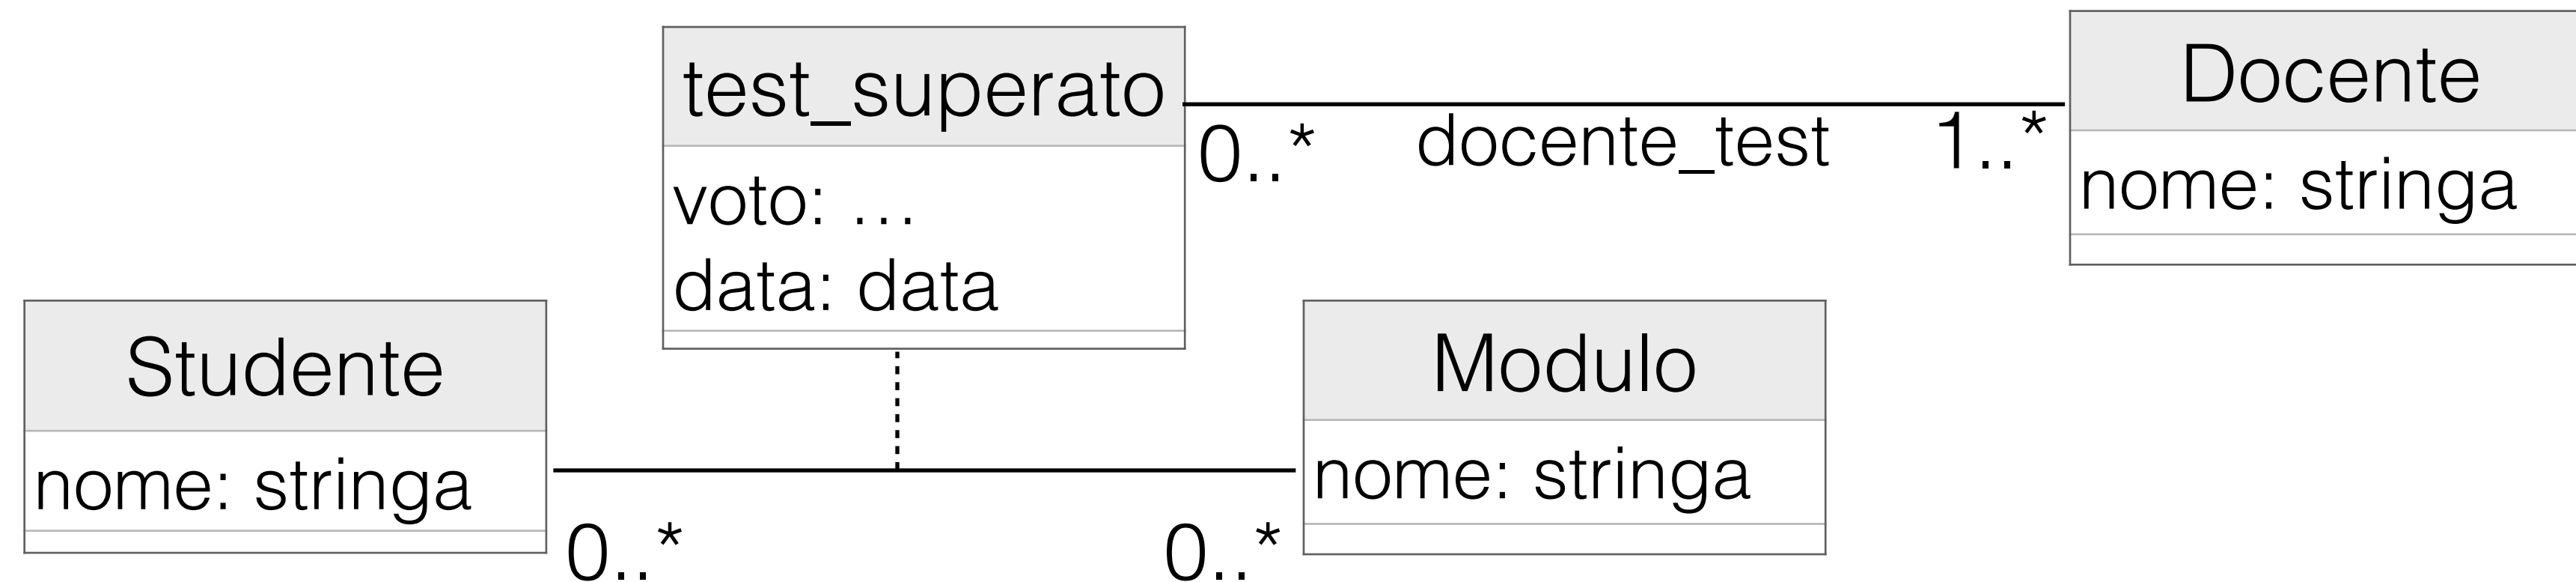 test_superato
voto: ...
data: data
0..*
docente_test
1..*
Docente
nome: stringa
Studente
nome: stringa
0..*
0..*
Modulo
nome: stringa